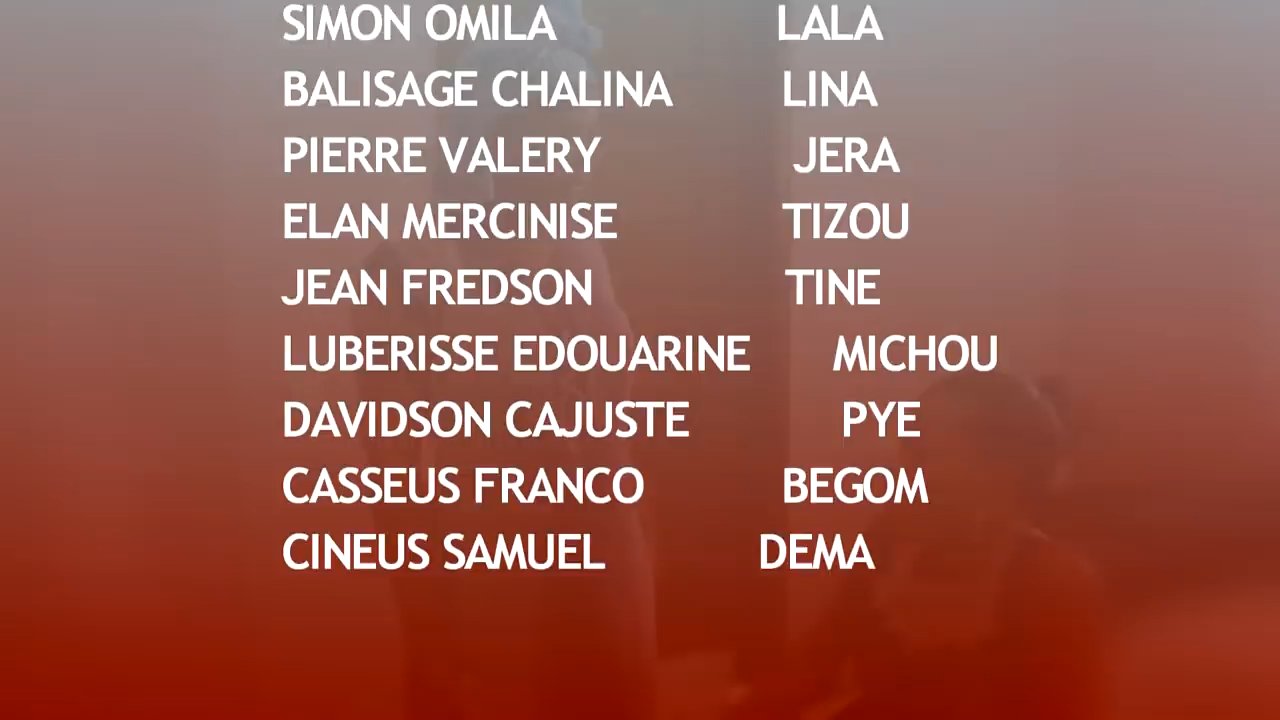 SIMON OMILA LALA
BALISAGE CHALINA LINA
PIERRE VALERY JERA
ELAN MERCINISE TIZOU
JEAN FREDSON TINE
LUBERISSE EDOUARINE MICHOU
DAVIDSON CAJUSTE PYE
CASSEUS FRANCO BEGOM
CINEUS SAMUEL DEMA